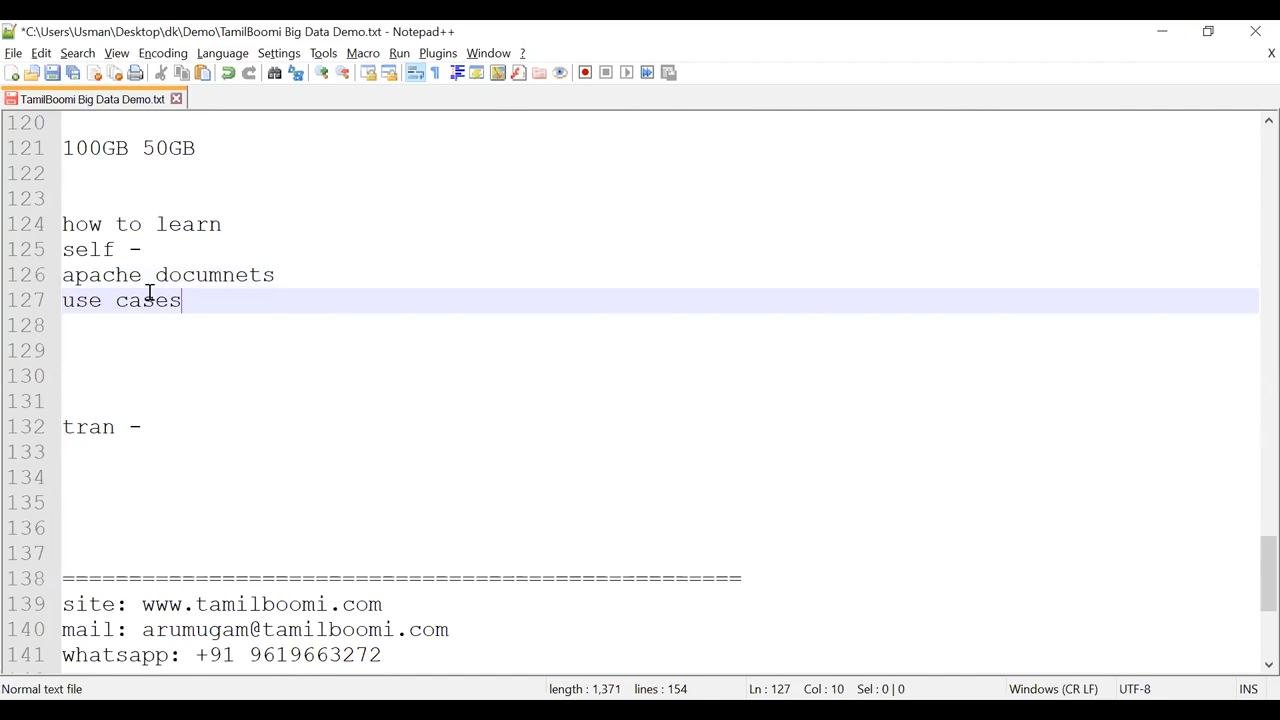 *C:\Users\Usman\Desktop\dk\Demo\TamilBoomi Big Data Demo.txt - Notepad++
File Edit Search View Encoding Language Settings Tools Macro Run Plugins Window ? X
TamilBoomi Big Data Demo.txt
120
121 100GB 50GB
122
123
124 how to learn
125 self -
126 apache documnets
127 use cases
128
129
130
131
132 tran -
133
134
135
136
137
138 ===================================================
139 site: www.tamilboomi.com
140 mail: arumugam@tamilboomi.com
141 whatsapp: +91 9619663272
Normal text file length : 1,371 lines : 154 Ln : 127 Col : 10 Sel : 0 | 0 Windows (CR LF) UTF-8 INS